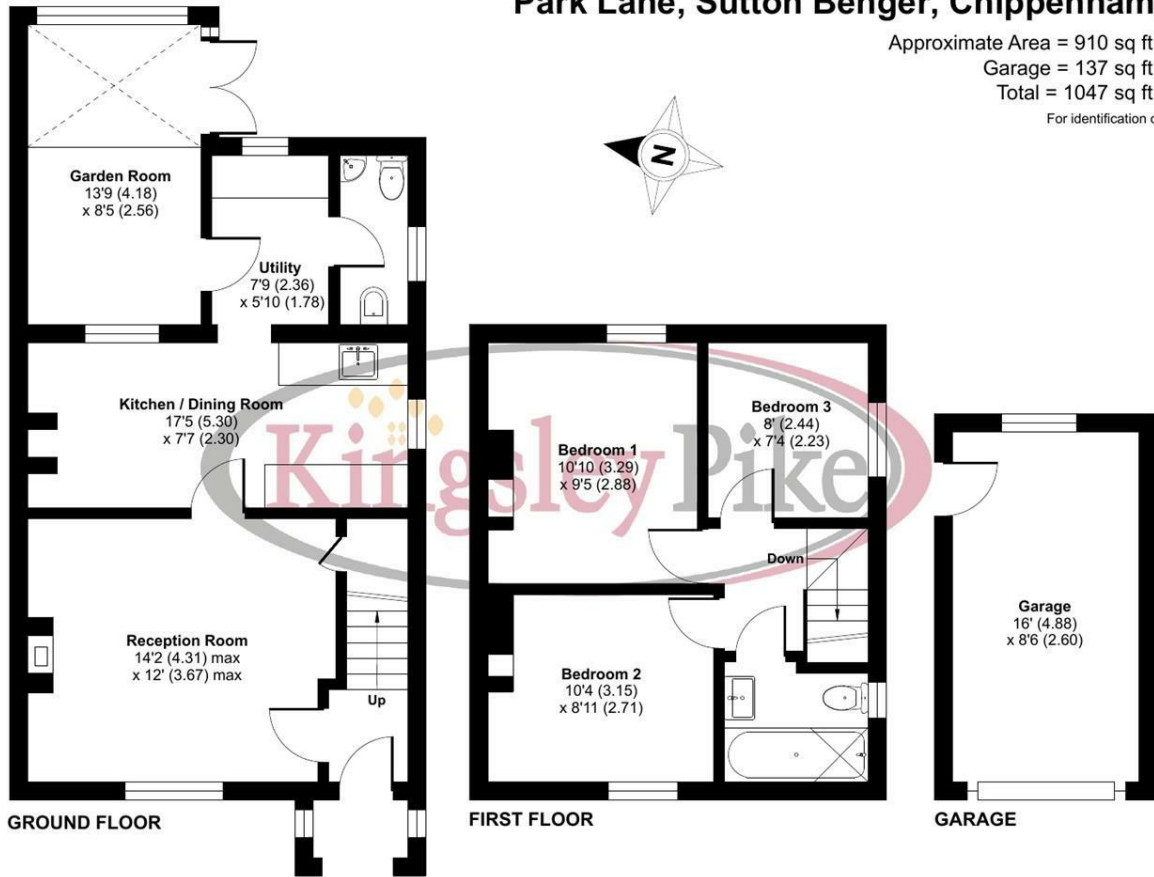 Park Lane, Sutton Benger, Chippenham
Approximate Area = 910 sq ft
Garage = 137 sq ft
Total = 1047 sq ft
For identification o
N
Garden Room
13'9 (4.18)
x 8'5 (2.56)
Utility
7'9 (2.36)
x 5'10 (1.78)
Kitchen / Dining Room
17'5 (5.30)
x 7'7 (2.30)
Reception Room
14'2 (4.31) max
x 12' (3.67) max
Up
GROUND FLOOR
Kingsley Pike
Bedroom 1
10'10 (3.29)
x 9'5 (2.88)
Bedroom 3
8' (2.44)
x 7'4 (2.23)
Down
Bedroom 2
10'4 (3.15)
x 8'11 (2.71)
FIRST FLOOR
Garage
16' (4.88)
x 8'6 (2.60)
GARAGE